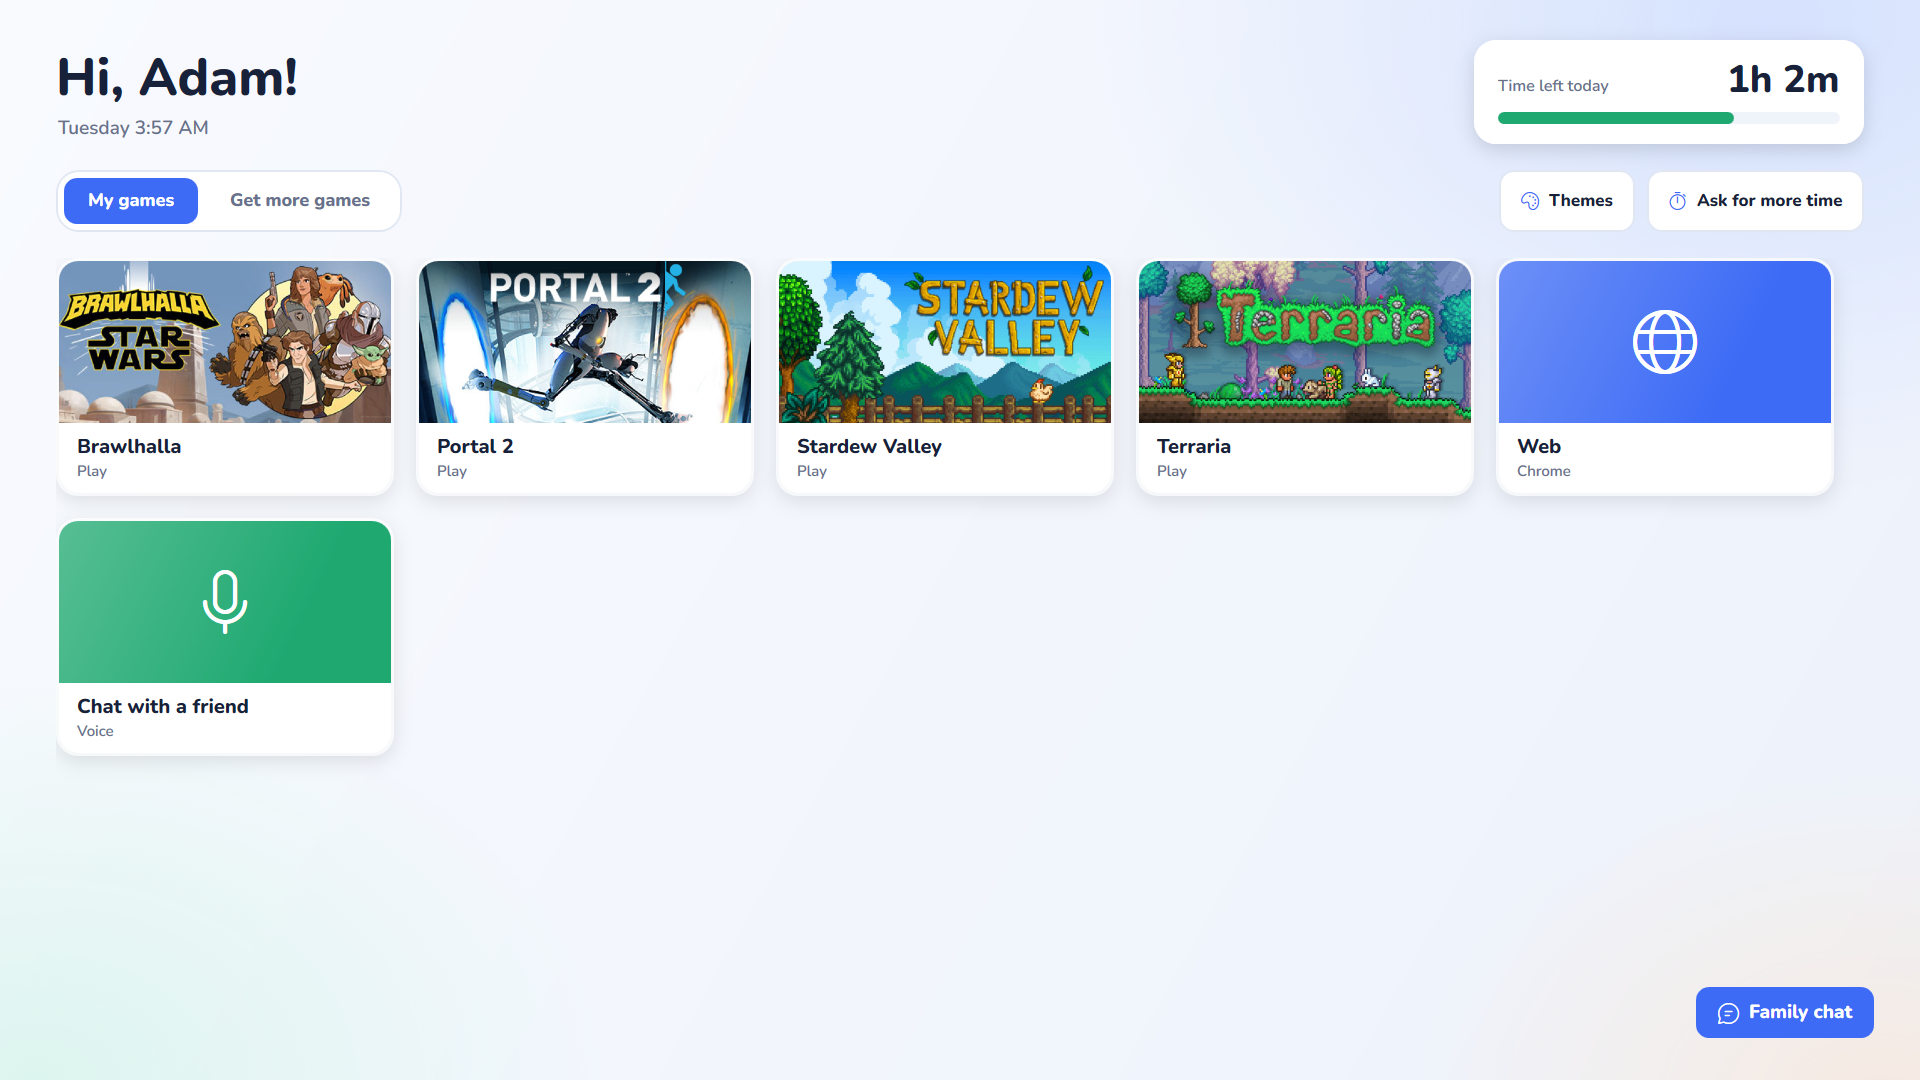 Hi, Adam!
Tuesday 3:57 AM
Time left today
1h 2m
My games
Get more games
Themes
Ask for more time
BRAWLHALLA
STAR
WARS
Brawlhalla
Play
PORTAL 2
Portal 2
Play
STARDEW
VALLEY
Stardew Valley
Play
Terraria
Terraria
Play
Web
Chrome
Chat with a friend
Voice
Family chat